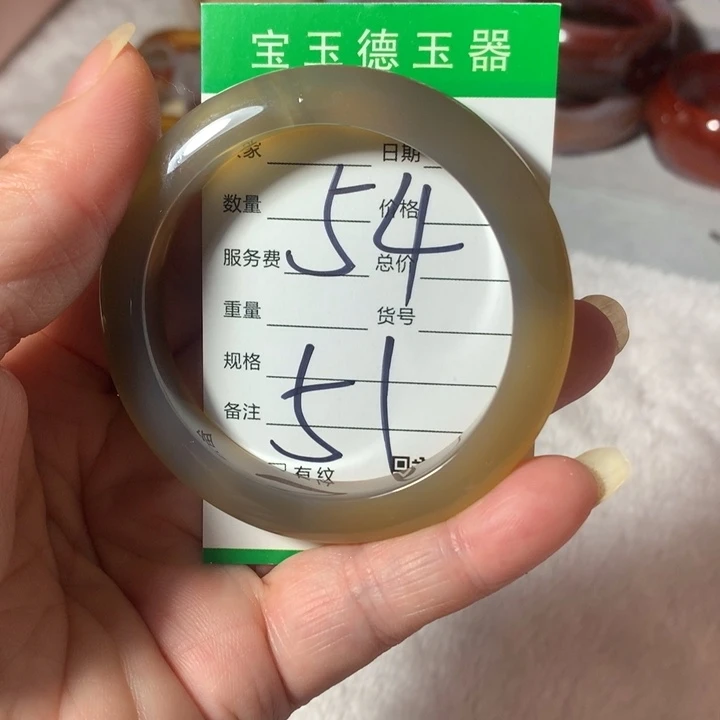 宝玉德玉器
家 日期
数量 价格
54
服务费 总价
重量 货号
规格
51
备注
有纹